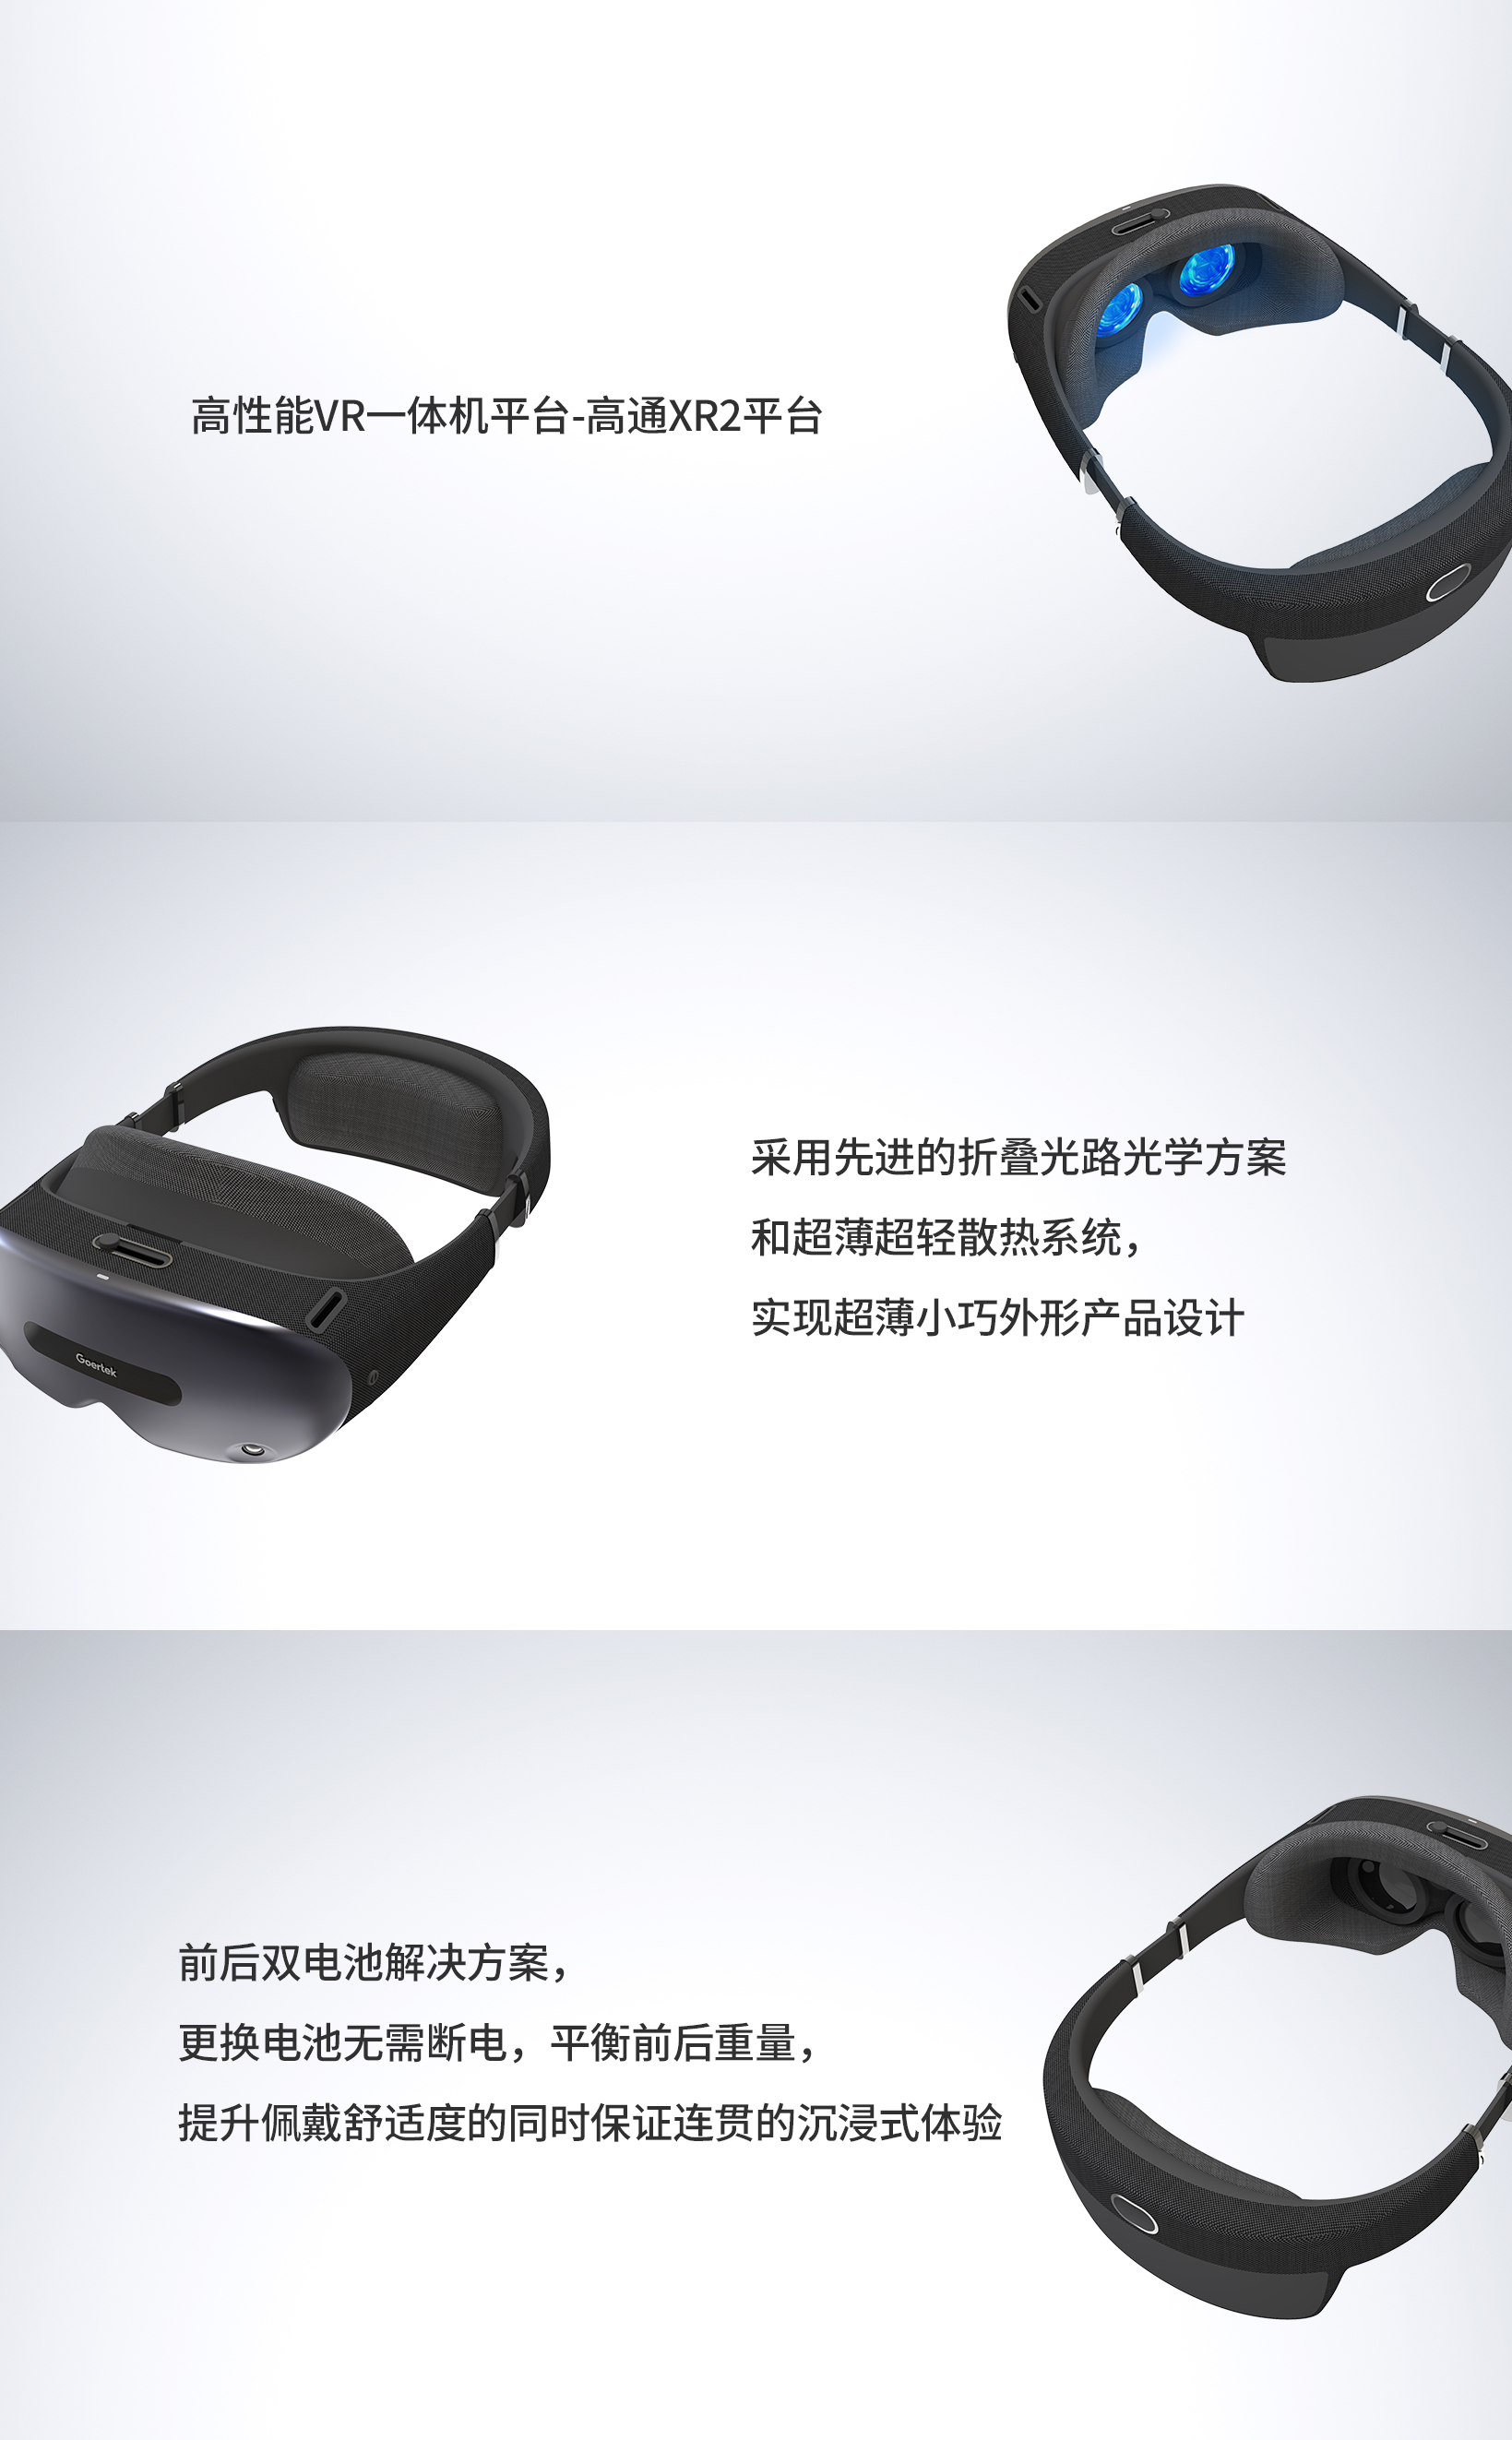 高性能VR一体机平台-高通XR2平台
采用先进的折叠光路光学方案
和超薄超轻散热系统，
实现超薄小巧外形产品设计
Goertek
前后双电池解决方案，
更换电池无需断电，平衡前后重量，
提升佩戴舒适度的同时保证连贯的沉浸式体验